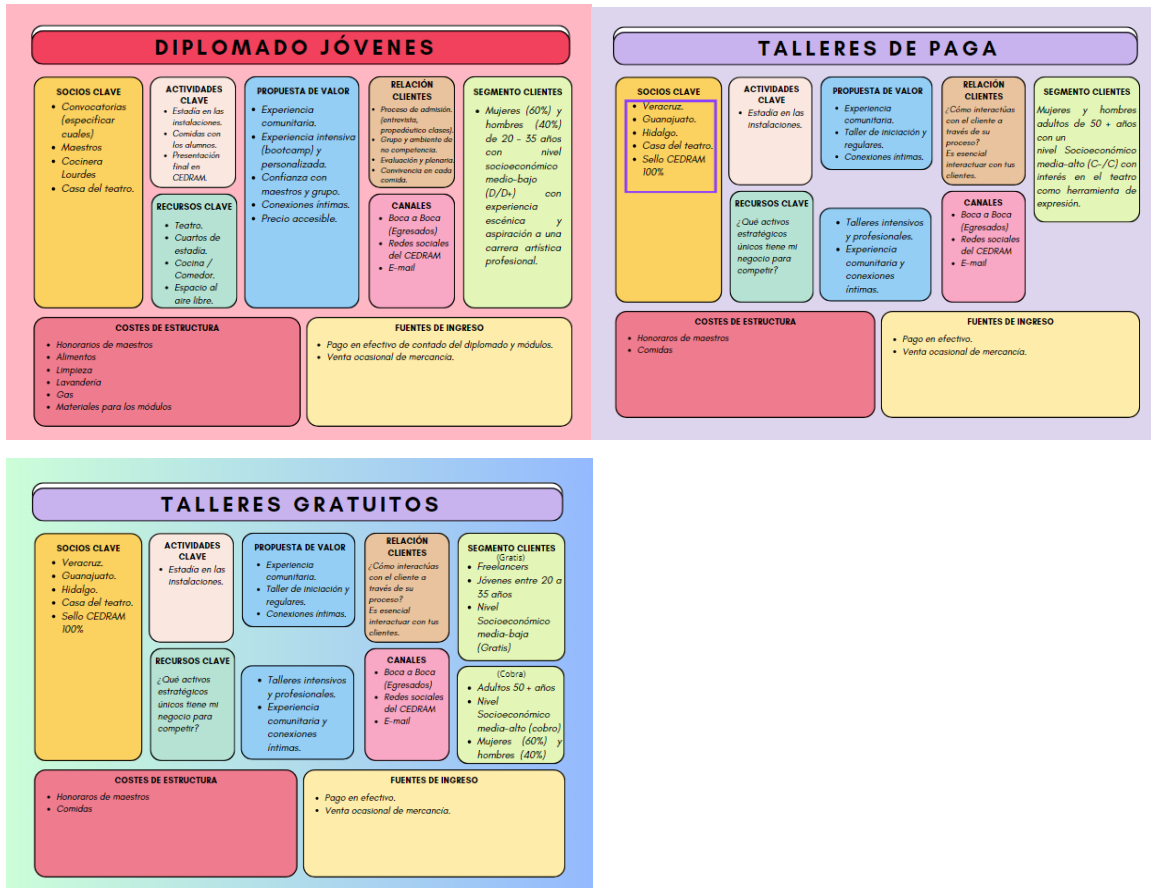 DIPLOMADO JÓVENES
SOCIOS CLAVE
• Convocatorias
(especificar
cuales)
• Maestros
• Cocinera
Lourdes
• Casa del teatro.
ACTIVIDADES
CLAVE
• Estadía en las
instalaciones.
• Comidas con
los alumnos.
• Presentación
final en
CEDRAM.
RECURSOS CLAVE
• Teatro.
• Cuartos de
estadía.
• Cocina /
Comedor.
• Espacio al
aire libre.
PROPUESTA DE VALOR
• Experiencia
comunitaria.
• Experiencia intensiva
(bootcamp) y
personalizada.
• Confianza con
maestros y grupo.
• Conexiones íntimas.
• Precio accesible.
RELACIÓN
CLIENTES
• Proceso de admisión.
(entrevista,
propedéutico clases).
• Grupo y ambiente de
no competencia.
• Evaluación y plenaria.
• Convivencia en cada
comida.
CANALES
• Boca a Boca
(Egresados)
• Redes sociales
del CEDRAM
• E-mail
SEGMENTO CLIENTES
• Mujeres (60%) y
hombres (40%)
de 20 - 35 años
con nivel
socioeconómico
medio-bajo
(D/D+) con
experiencia
escénica y
aspiración a una
carrera artística
profesional.
COSTES DE ESTRUCTURA
• Honorarios de maestros
• Alimentos
• Limpieza
• Lavandería
• Gas
• Materiales para los módulos
FUENTES DE INGRESO
• Pago en efectivo de contado del diplomado y módulos.
• Venta ocasional de mercancía.
TALLERES DE PAGA
SOCIOS CLAVE
• Veracruz.
• Guanajuato.
• Hidalgo.
• Casa del teatro.
• Sello CEDRAM
100%
ACTIVIDADES
CLAVE
• Estadía en las
instalaciones.
RECURSOS CLAVE
¿Qué activos
estratégicos
únicos tiene mi
negocio para
competir?
PROPUESTA DE VALOR
• Experiencia
comunitaria.
• Taller de iniciación y
regulares.
• Conexiones íntimas.
• Talleres intensivos
y profesionales.
• Experiencia
comunitaria y
conexiones
íntimas.
RELACIÓN
CLIENTES
¿Cómo interactúas
con el cliente a
través de su
proceso?
Es esencial
interactuar con tus
clientes.
CANALES
• Boca a Boca
(Egresados)
• Redes sociales
del CEDRAM
• E-mail
SEGMENTO CLIENTES
Mujeres y hombres
adultos de 50 + años
con un
nivel Socioeconómico
media-alto (C-/C) con
interés en el teatro
como herramienta de
expresión.
COSTES DE ESTRUCTURA
• Honoraros de maestros
• Comidas
FUENTES DE INGRESO
• Pago en efectivo.
• Venta ocasional de mercancía.
TALLERES GRATUITOS
SOCIOS CLAVE
• Veracruz.
• Guanajuato.
• Hidalgo.
• Casa del teatro.
• Sello CEDRAM
100%
ACTIVIDADES
CLAVE
• Estadía en las
instalaciones.
RECURSOS CLAVE
¿Qué activos
estratégicos
únicos tiene mi
negocio para
competir?
PROPUESTA DE VALOR
• Experiencia
comunitaria.
• Taller de iniciación y
regulares.
• Conexiones íntimas.
• Talleres intensivos
y profesionales.
• Experiencia
comunitaria y
conexiones
íntimas.
RELACIÓN
CLIENTES
¿Cómo interactúas
con el cliente a
través de su
proceso?
Es esencial
interactuar con tus
clientes.
CANALES
• Boca a Boca
(Egresados)
• Redes sociales
del CEDRAM
• E-mail
SEGMENTO CLIENTES
(Gratis)
• Freelancers
• Jóvenes entre 20 a
35 años
• Nivel
Socioeconómico
media-baja
(Gratis)
(Cobra)
• Adultos 50 + años
• Nivel
Socioeconómico
media-alto (cobro)
• Mujeres (60%) y
hombres (40%)
COSTES DE ESTRUCTURA
• Honoraros de maestros
• Comidas
FUENTES DE INGRESO
• Pago en efectivo.
• Venta ocasional de mercancía.